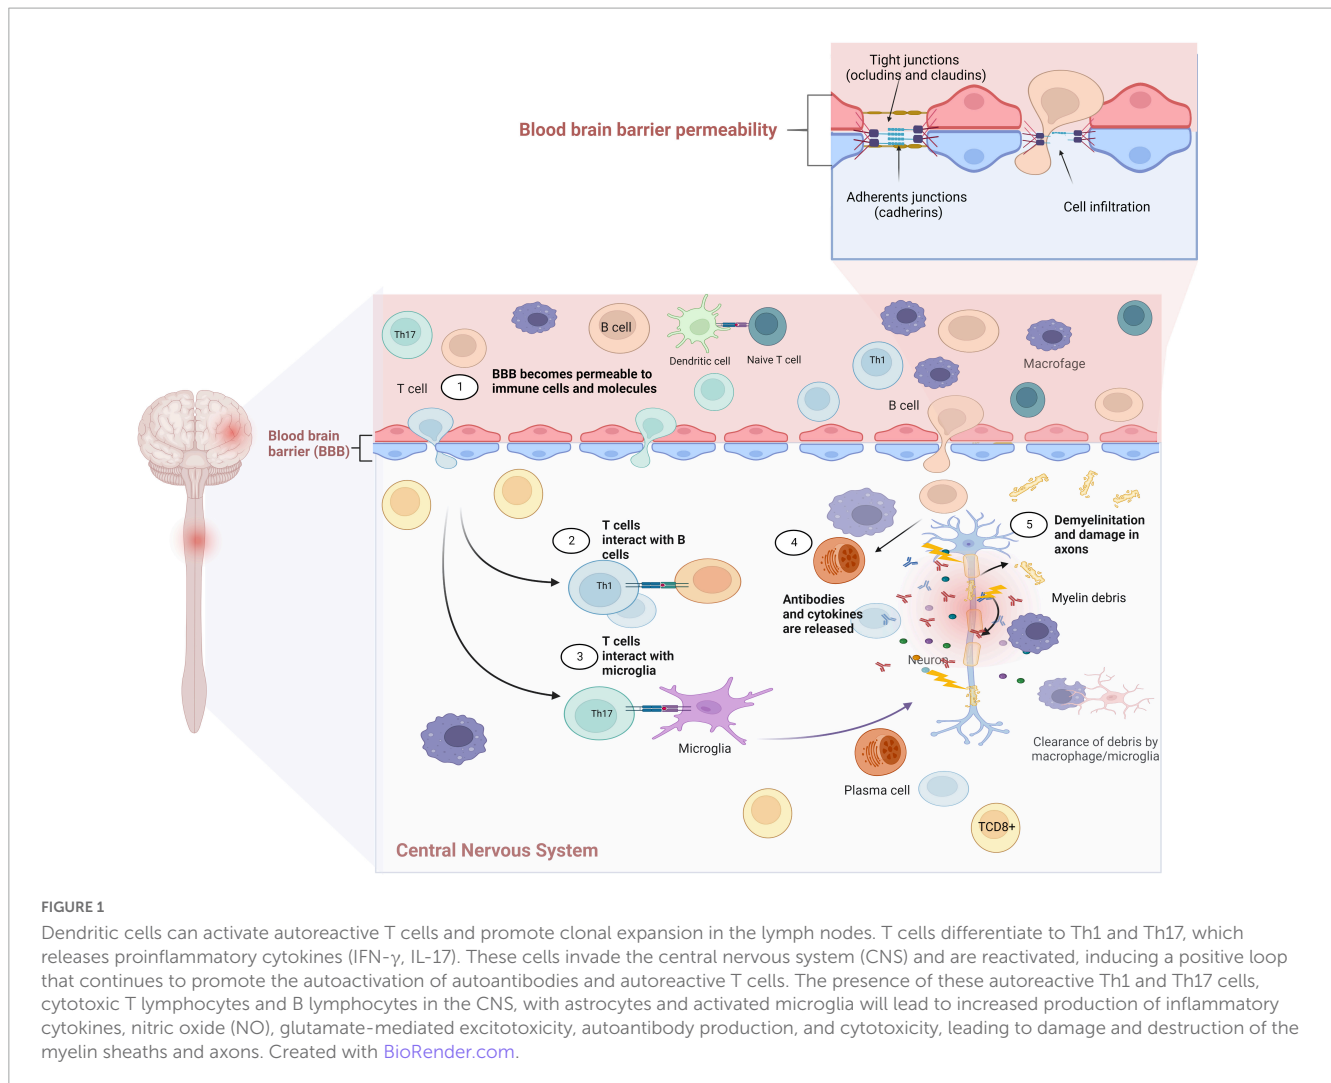 Tight junctions
(ocludins and claudins)
Blood brain barrier permeability
Adherents junctions
(cadherins)
Cell infiltration
Th17
B cell
Dendritic cell
Naive T cell
Th1
Macrofage
T cell
1
BBB becomes permeable to
immune cells and molecules
B cell
Blood brain
barrier (BBB)
2
T cells
interact with B
cells
Th1
3
T cells
interact with
microglia
Th17
Microglia
4
Antibodies
and cytokines
are released
5
Demyelinitation
and damage in
axons
Myelin debris
Neuron
Clearance of debris by
macrophage/microglia
Plasma cell
TCD8+
Central Nervous System
FIGURE 1
Dendritic cells can activate autoreactive T cells and promote clonal expansion in the lymph nodes. T cells differentiate to Th1 and Th17, which
releases proinflammatory cytokines (IFN-γ, IL-17). These cells invade the central nervous system (CNS) and are reactivated, inducing a positive loop
that continues to promote the autoactivation of autoantibodies and autoreactive T cells. The presence of these autoreactive Th1 and Th17 cells,
cytotoxic T lymphocytes and B lymphocytes in the CNS, with astrocytes and activated microglia will lead to increased production of inflammatory
cytokines, nitric oxide (NO), glutamate-mediated excitotoxicity, autoantibody production, and cytotoxicity, leading to damage and destruction of the
myelin sheaths and axons. Created with BioRender.com.